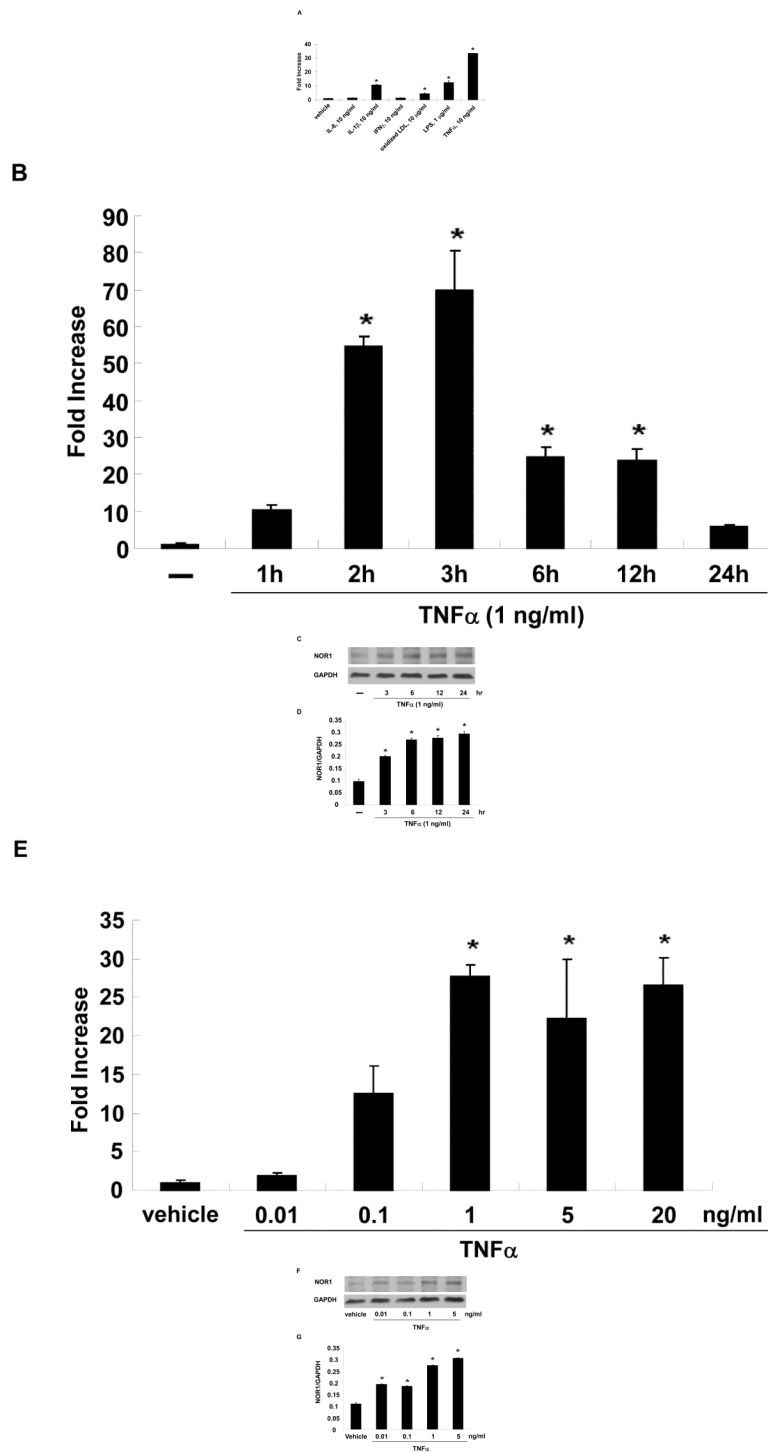 A
Fold Increase
40
30
20
10
0
*
*
*
*
vehicle
IL-6, 10 ng/ml
IL-1β, 10 ng/ml
IFNγ, 10 ng/ml
oxidized LDL, 10 μg/ml
LPS, 1 μg/ml
TNFα, 10 ng/ml
B
Fold Increase
90
80
70
60
50
40
30
20
10
0
*
*
*
*
– 1h 2h 3h 6h 12h 24h
TNFα (1 ng/ml)
C
NOR1
GAPDH
– 3 6 12 24 hr
TNFα (1 ng/ml)
D
NOR1/GAPDH
0.35
0.3
0.25
0.2
0.15
0.1
0.05
0
* * * *
– 3 6 12 24 hr
TNFα (1 ng/ml)
E
Fold Increase
35
30
25
20
15
10
5
0
* * *
vehicle 0.01 0.1 1 5 20 ng/ml
TNFα
F
NOR1
GAPDH
vehicle 0.01 0.1 1 5 ng/ml
TNFα
G
NOR1/GAPDH
0.35
0.3
0.25
0.2
0.15
0.1
0.05
0
* * * *
Vehicle 0.01 0.1 1 5 ng/ml
TNFα